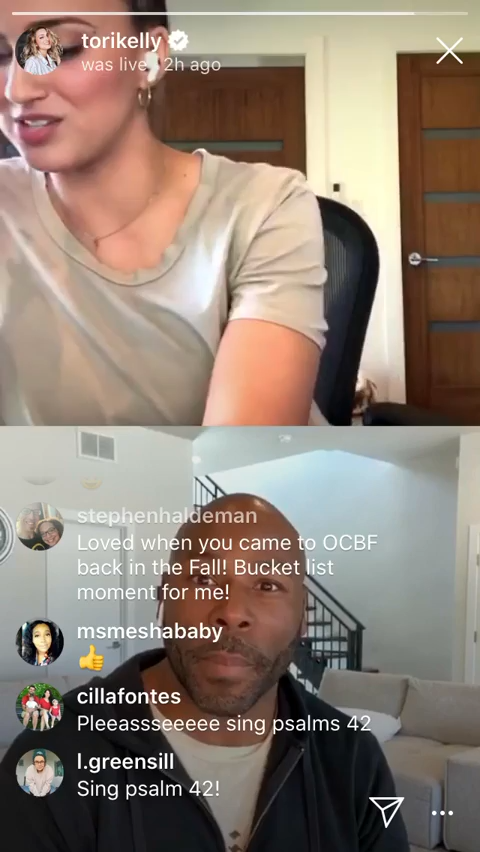 torikelly
was live · 2h ago
stephenhaldeman
Loved when you came to OCBF
back in the Fall! Bucket list
moment for me!
msmeshababy
👍
cillafontes
Pleeassseeeee sing psalms 42
l.greensill
Sing psalm 42!